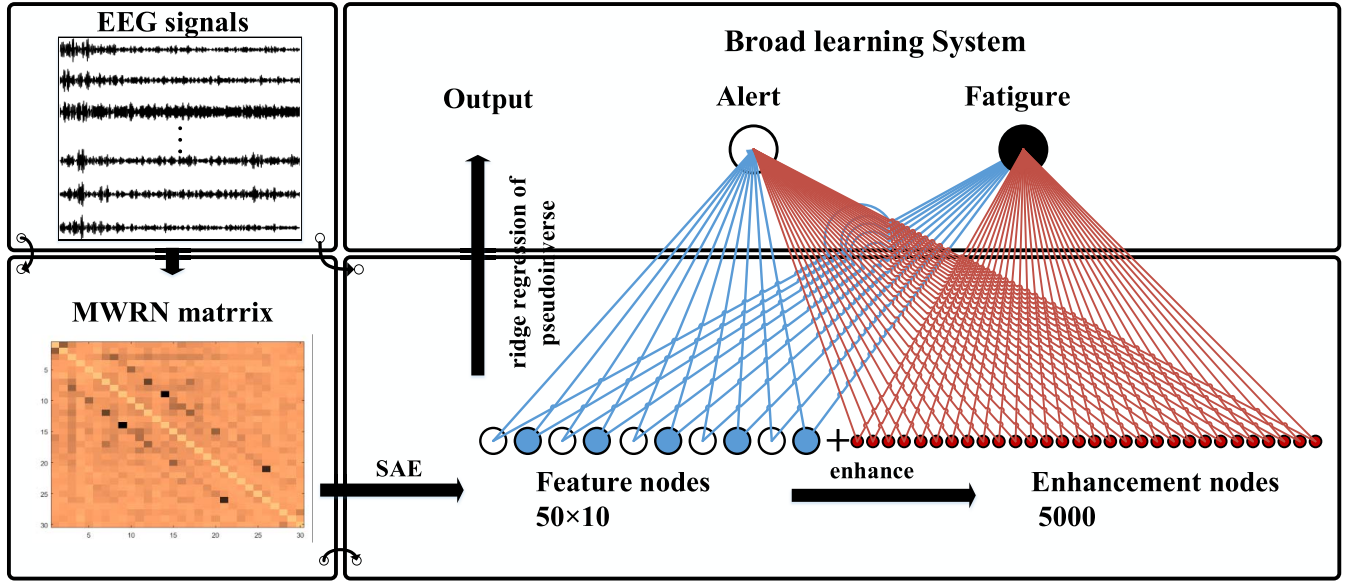 EEG signals
Broad learning System
Output
Alert
Fatigure
ridge regression of
pseudoinverse
MWRN matrrix
5
10
15
20
25
30
5
10
15
20
25
30
SAE
+
enhance
Feature nodes
50×10
Enhancement nodes
5000